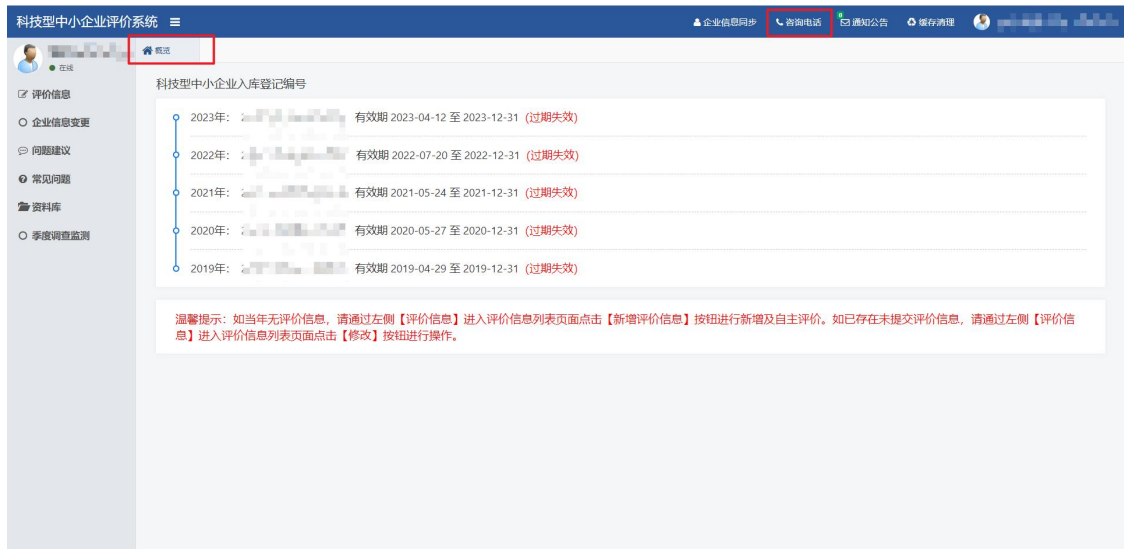 科技型中小企业评价系统
企业信息同步 咨询电话 0 通知公告 缓存清理
在线
概览
评价信息
企业信息变更
问题建议
常见问题
资料库
季度调查监测
科技型中小企业入库登记编号
2023年： 有效期 2023-04-12 至 2023-12-31 (过期失效)
2022年： 有效期 2022-07-20 至 2022-12-31 (过期失效)
2021年： 有效期 2021-05-24 至 2021-12-31 (过期失效)
2020年： 有效期 2020-05-27 至 2020-12-31 (过期失效)
2019年： 有效期 2019-04-29 至 2019-12-31 (过期失效)
温馨提示：如当年无评价信息，请通过左侧【评价信息】进入评价信息列表页面点击【新增评价信息】按钮进行新增及自主评价。如已存在未提交评价信息，请通过左侧【评价信
息】进入评价信息列表页面点击【修改】按钮进行操作。